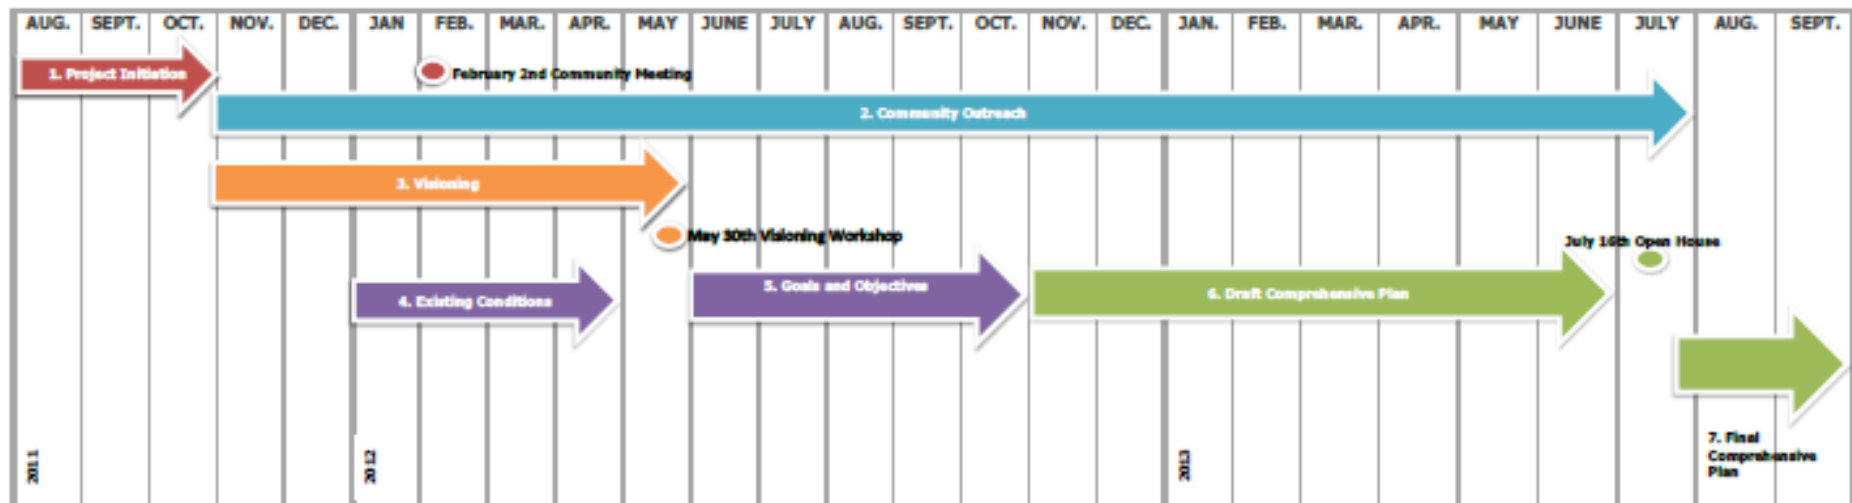 AUG. SEPT. OCT. NOV. DEC. JAN FEB. MAR. APR. MAY JUNE JULY AUG. SEPT. OCT. NOV. DEC. JAN. FEB. MAR. APR. MAY JUNE JULY AUG. SEPT.
1. Project Initiation
February 2nd Community Meeting
2. Community Outreach
3. Visioning
May 30th Visioning Workshop
July 16th Open House
4. Existing Conditions
5. Goals and Objectives
6. Draft Comprehensive Plan
7. Final
Comprehensive
Plan
2011
2012
2013